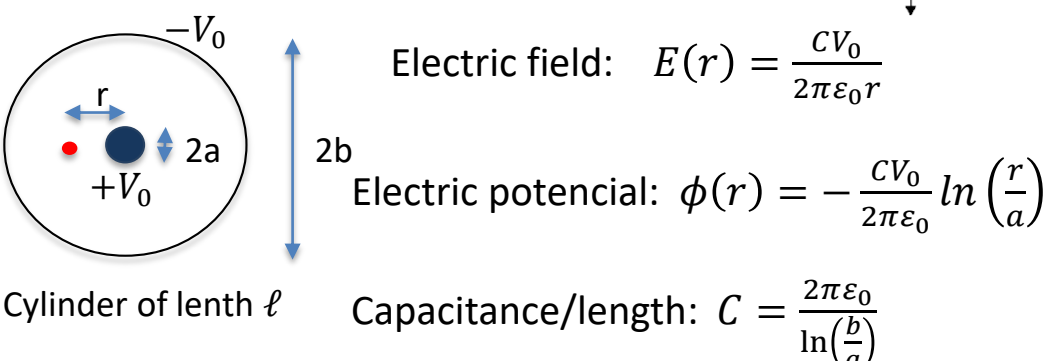 −V₀
r
2a
+V₀
2b
Cylinder of lenth ℓ
Electric field: E(r) = CV₀/2πε₀r
Electric potencial: ϕ(r) = − CV₀/2πε₀ ln (r/a)
Capacitance/length: C = 2πε₀/ln(b/a)